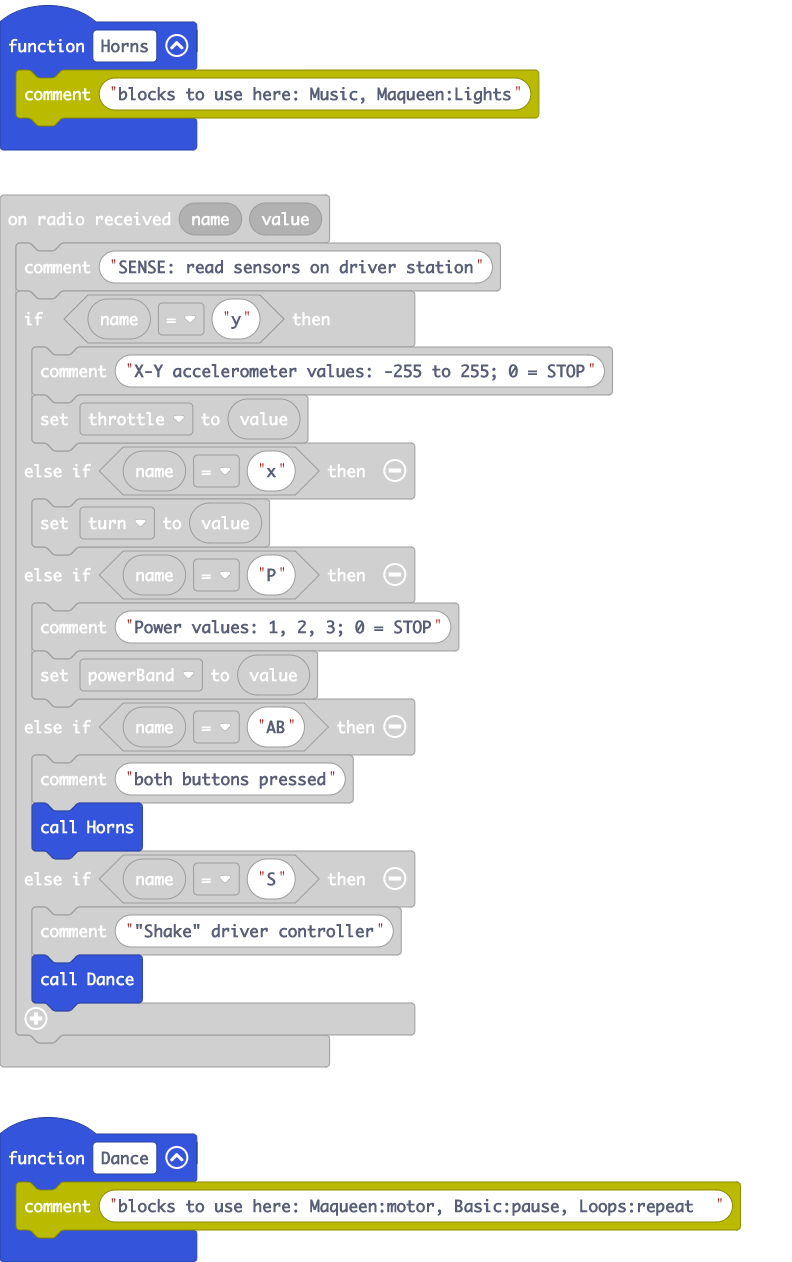 function Horns
comment "blocks to use here: Music, Maqueen:Lights"
on radio received name value
comment "SENSE: read sensors on driver station"
if name = "y" then
comment "X-Y accelerometer values: -255 to 255; 0 = STOP"
set throttle to value
else if name = "x" then
set turn to value
else if name = "P" then
comment "Power values: 1, 2, 3; 0 = STOP"
set powerBand to value
else if name = "AB" then
comment "both buttons pressed"
call Horns
else if name = "S" then
comment ""Shake" driver controller"
call Dance
function Dance
comment "blocks to use here: Maqueen:motor, Basic:pause, Loops:repeat "